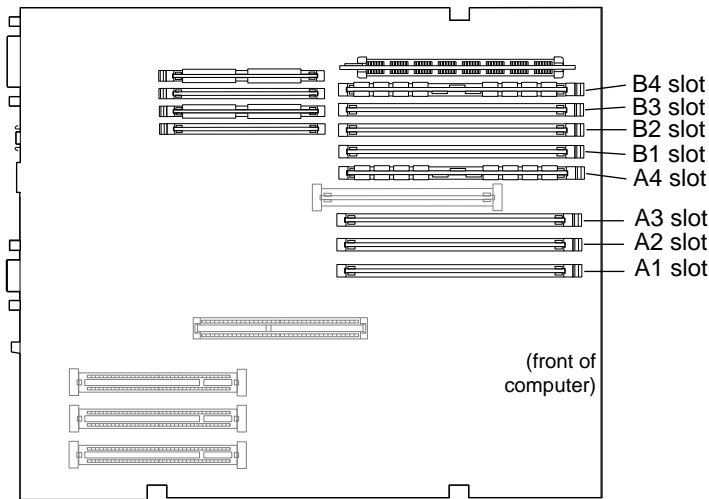 B4 slot
B3 slot
B2 slot
B1 slot
A4 slot
A3 slot
A2 slot
A1 slot
(front of
computer)